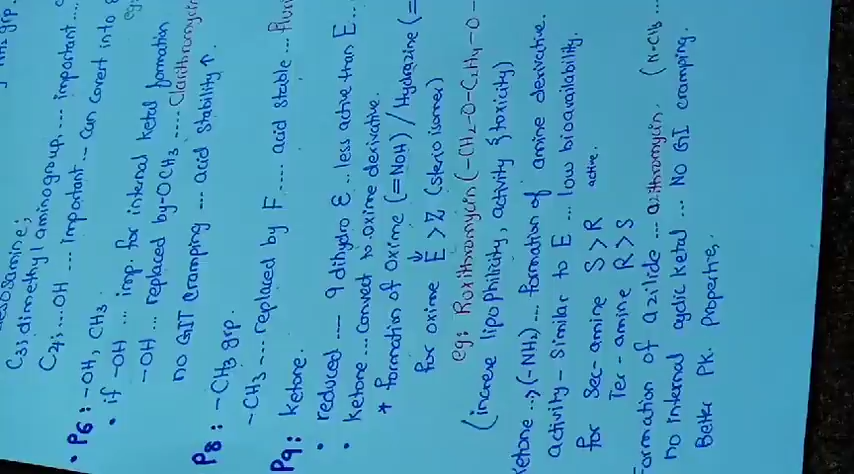 NH₂ grp.
C3; dimethyl aminogroup, ... important ...
C2; ...OH ... important ... can covert into
• P6 : -OH, CH3.
• if -OH ... imp. for internal ketal formation
-OH ... replaced by -OCH3 .... Clarithromycin
no GIT cramping ... acid stability ↑.
P8 : -CH3 grp.
-CH3 ... replaced by F .... acid stable ...
P9 : ketone.
• reduced ---- 9 dihydro E .. less active than E ...
• ketone ... convert to oxime derivative.
* formation of oxime (=NOH) / Hydrazine (=
for oxime E > Z (sterio isomer)
eg: Roxithromycin (-CH2-O-C2H4-O-
(increse lipophilicity, activity & toxicity)
ketone ..→ (-NH2) ... formation of amine derivative.
activity - Similar to E ... low bioavailability.
for Sec-amine S > R active.
Ter-amine R > S
Formation of azilide ... azithromycin. (N-CH3 ...
no internal cyclic ketal ... No GI cramping.
Better Pk. Properties.